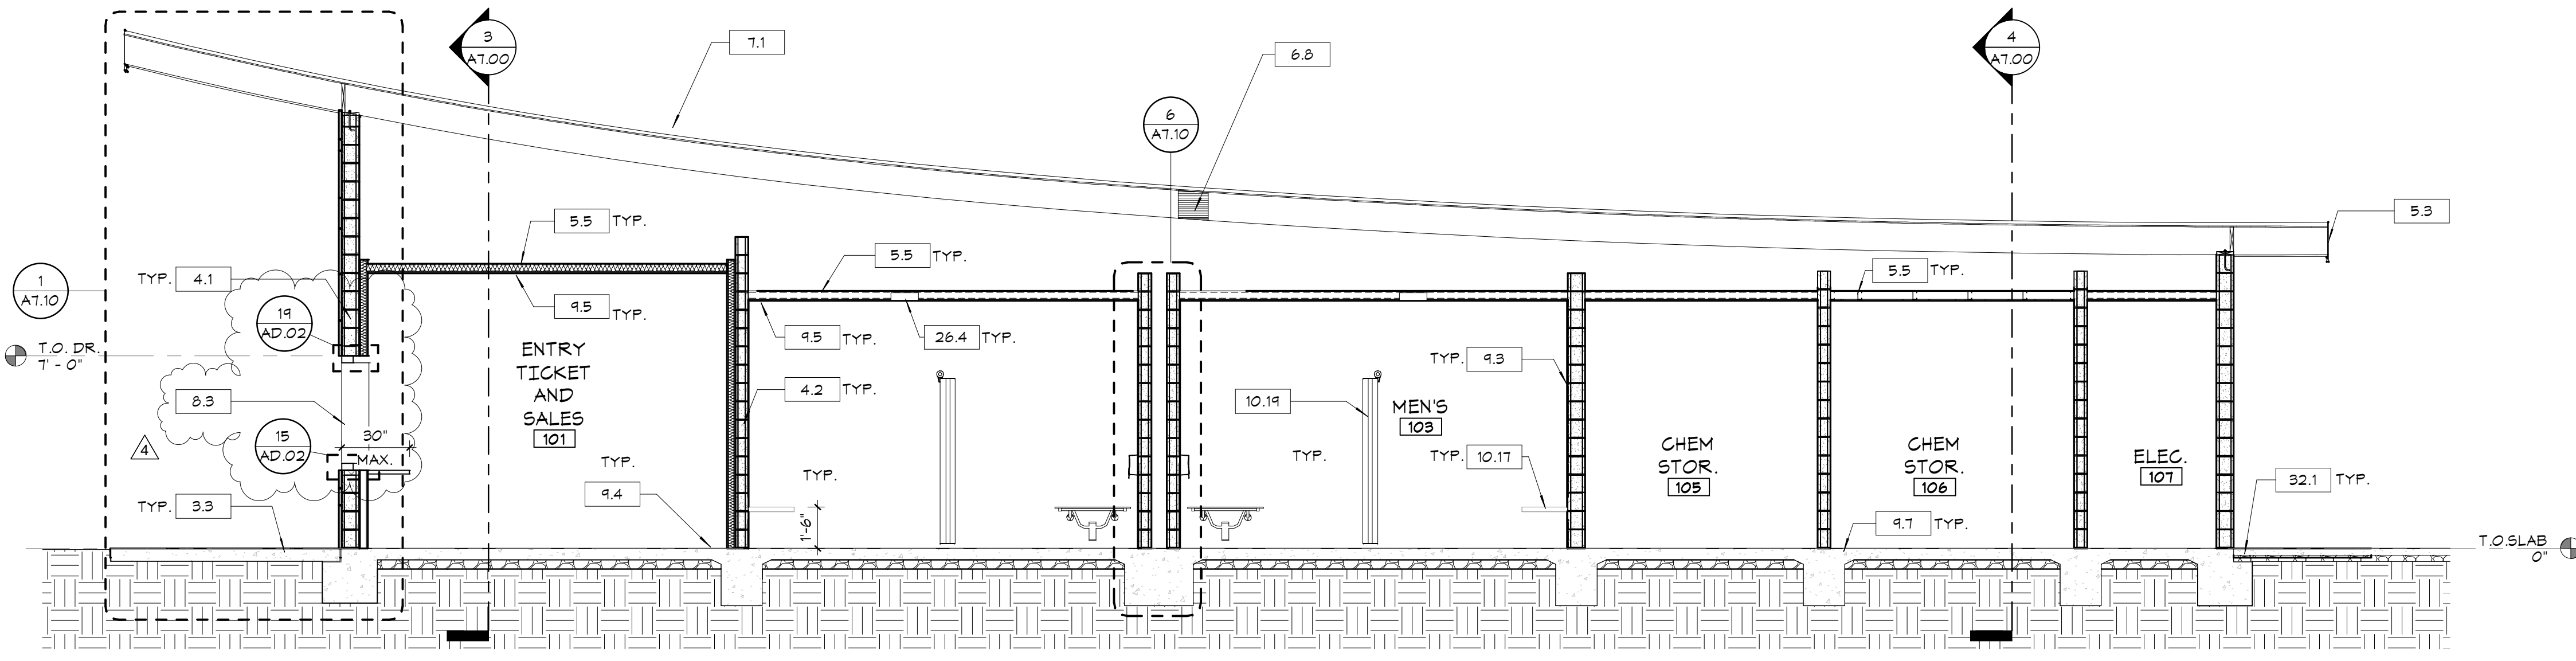 3
A7.00
7.1
6.8
4
A7.00
6
A7.10
5.5 TYP.
5.3
1
A7.10
TYP. 4.1
5.5 TYP.
5.5 TYP.
9.5 TYP.
19
AD.02
9.5 TYP.
26.4 TYP.
T.O. DR.
7' - 0"
ENTRY
TICKET
AND
SALES
101
TYP. 9.3
8.3
4.2 TYP.
10.19
MEN'S
103
15
AD.02
30"
MAX.
4
TYP.
TYP.
TYP.
TYP. 10.17
CHEM
STOR.
105
CHEM
STOR.
106
ELEC.
107
TYP. 3.3
9.4
1'-6"
32.1 TYP.
9.7 TYP.
T.O.SLAB
0"